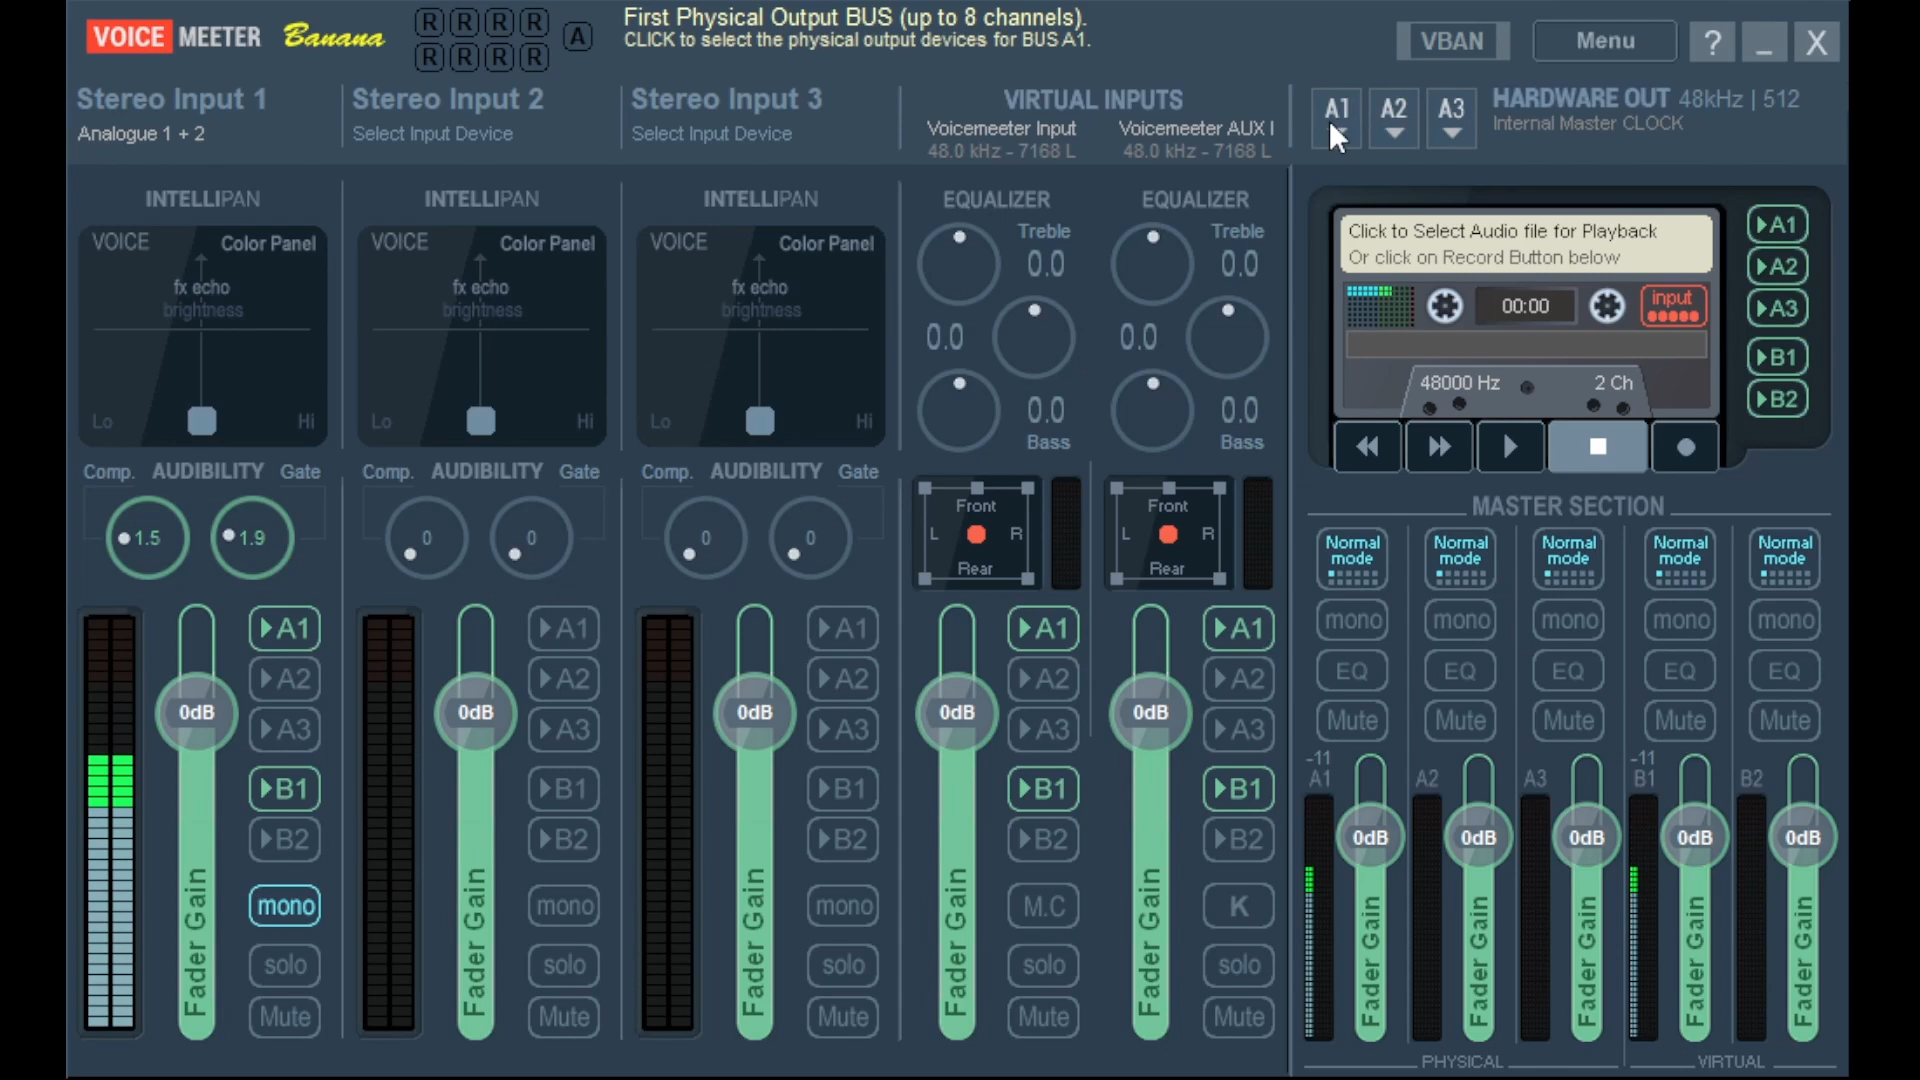 VOICE MEETER Banana
R R R R
R R R R
A
First Physical Output BUS (up to 8 channels).
CLICK to select the physical output devices for BUS A1.
VBAN
Menu
?
_
X
Stereo Input 1
Analogue 1 + 2
Stereo Input 2
Select Input Device
Stereo Input 3
Select Input Device
VIRTUAL INPUTS
Voicemeeter Input
48.0 kHz - 7168 L
Voicemeeter AUX I
48.0 kHz - 7168 L
A1
A2
A3
HARDWARE OUT 48kHz | 512
Internal Master CLOCK
INTELLIPAN
VOICE Color Panel
fx echo
brightness
Lo Hi
INTELLIPAN
VOICE Color Panel
fx echo
brightness
Lo Hi
INTELLIPAN
VOICE Color Panel
fx echo
brightness
Lo Hi
EQUALIZER
Treble
0.0
0.0
0.0
Bass
EQUALIZER
Treble
0.0
0.0
0.0
Bass
Click to Select Audio file for Playback
Or click on Record Button below
00:00
input
48000 Hz
2 Ch
A1
A2
A3
B1
B2
Comp. AUDIBILITY Gate
1.5 1.9
Comp. AUDIBILITY Gate
0 0
Comp. AUDIBILITY Gate
0 0
Front
L R
Rear
Front
L R
Rear
0dB
Fader Gain
A1
A2
A3
B1
B2
mono
solo
Mute
0dB
Fader Gain
A1
A2
A3
B1
B2
mono
solo
Mute
0dB
Fader Gain
A1
A2
A3
B1
B2
mono
solo
Mute
0dB
Fader Gain
A1
A2
A3
B1
B2
M.C
solo
Mute
0dB
Fader Gain
A1
A2
A3
B1
B2
K
solo
Mute
MASTER SECTION
Normal
mode
mono
EQ
Mute
-11
A1
0dB
Fader Gain
Normal
mode
mono
EQ
Mute
A2
0dB
Fader Gain
Normal
mode
mono
EQ
Mute
A3
0dB
Fader Gain
Normal
mode
mono
EQ
Mute
-11
B1
0dB
Fader Gain
Normal
mode
mono
EQ
Mute
B2
0dB
Fader Gain
PHYSICAL
VIRTUAL